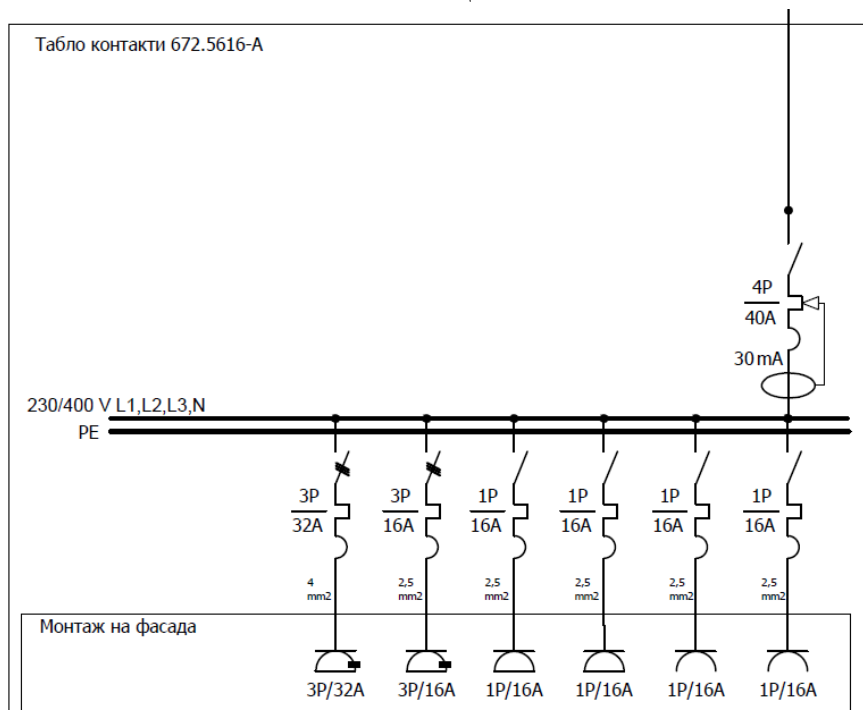 Табло контакти 672.5616-A
4P
40A
30 mA
230/400 V L1,L2,L3,N
PE
3P 3P 1P 1P 1P 1P
32A 16A 16A 16A 16A 16A
4 2,5 2,5 2,5 2,5 2,5
mm2 mm2 mm2 mm2 mm2 mm2
Монтаж на фасада
3P/32A 3P/16A 1P/16A 1P/16A 1P/16A 1P/16A